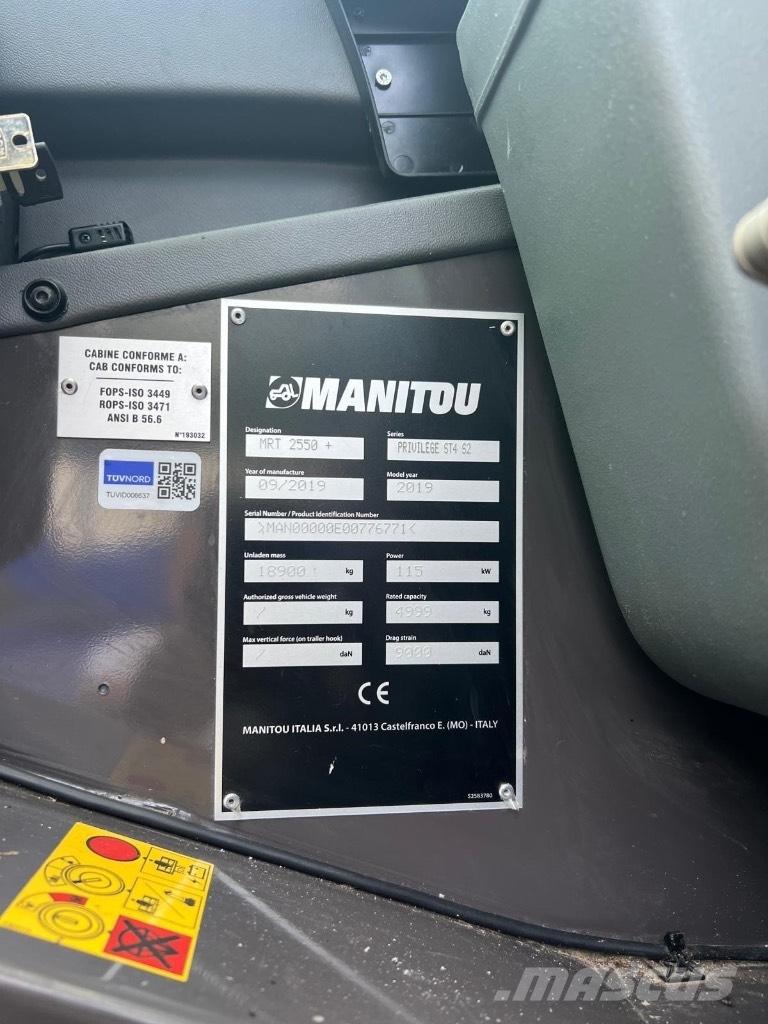 CABINE CONFORME A:
CAB CONFORMS TO:
FOPS-ISO 3449
ROPS-ISO 3471
ANSI B 56.6
N°193032
TÜVNORD
TUVID006637
MANITOU
Designation
MRT 2550 +
Series
PRIVILEGE ST4 S2
Year of manufacture
09/2019
Model year
2019
Serial Number / Product Identification Number
>MAN00000E00776771<
Unladen mass
18900 kg
Power
115 kW
Authorized gross vehicle weight
/ kg
Rated capacity
4999 kg
Max vertical force (on trailer hook)
/ daN
Drag strain
9000 daN
CE
MANITOU ITALIA S.r.l. - 41013 Castelfranco E. (MO) - ITALY
52583780
MASCUS